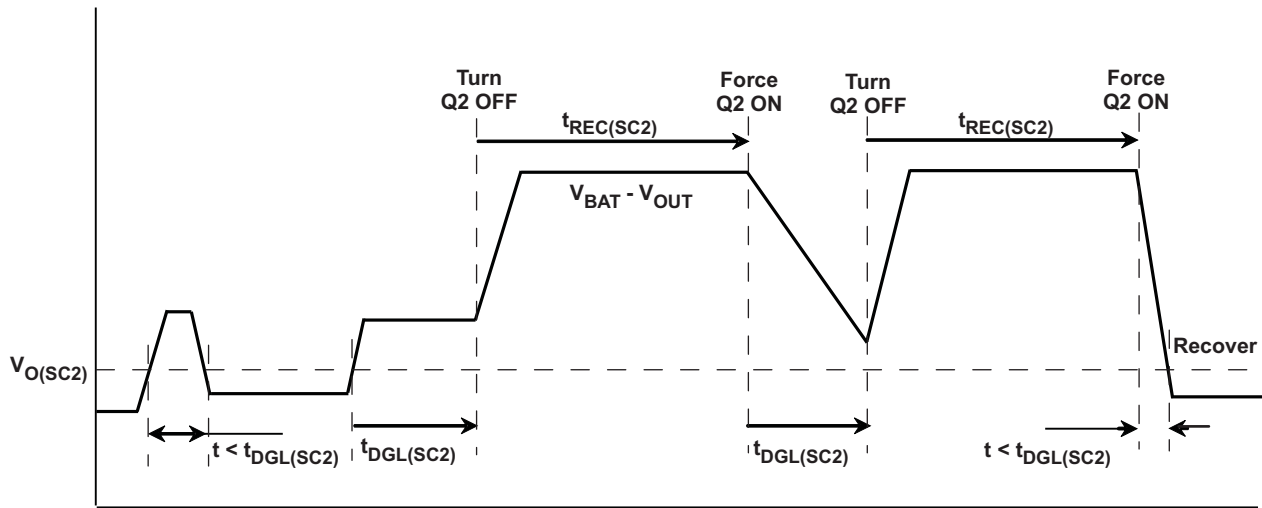 Turn
Q2 OFF
Force
Q2 ON
Turn
Q2 OFF
Force
Q2 ON
tREC(SC2)
tREC(SC2)
VBAT - VOUT
VO(SC2)
Recover
t < tDGL(SC2)
tDGL(SC2)
tDGL(SC2)
t < tDGL(SC2)